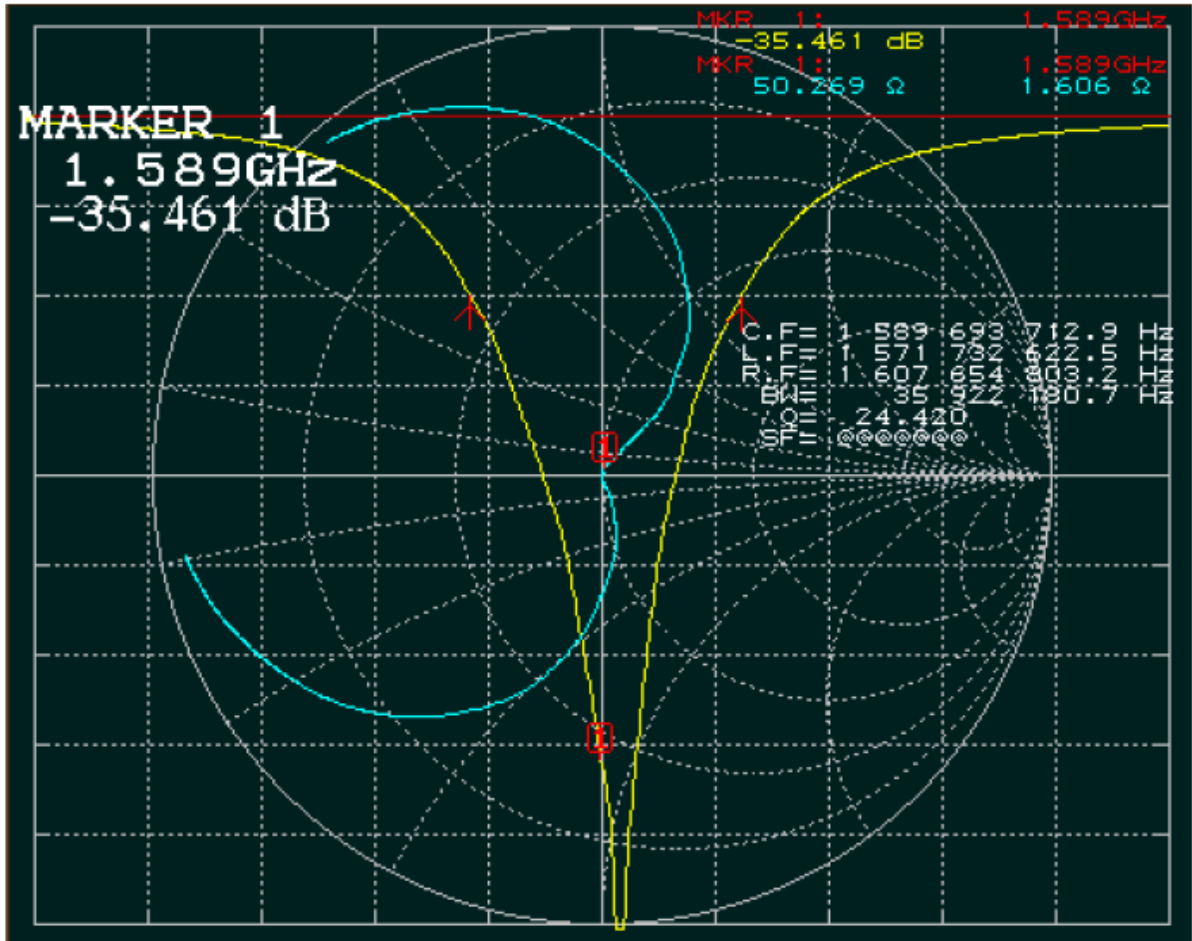 MKR 1: 1.589GHz
-35.461 dB
MKR 1: 1.589GHz
50.269 Ω 1.606 Ω
MARKER 1
1.589GHz
-35.461 dB
C.F= 1 589 693 712.9 Hz
L.F= 1 571 732 622.5 Hz
R.F= 1 607 654 803.2 Hz
BW= 35 922 180.7 Hz
Q= 24.420
SF= @@@@@@@
1
1